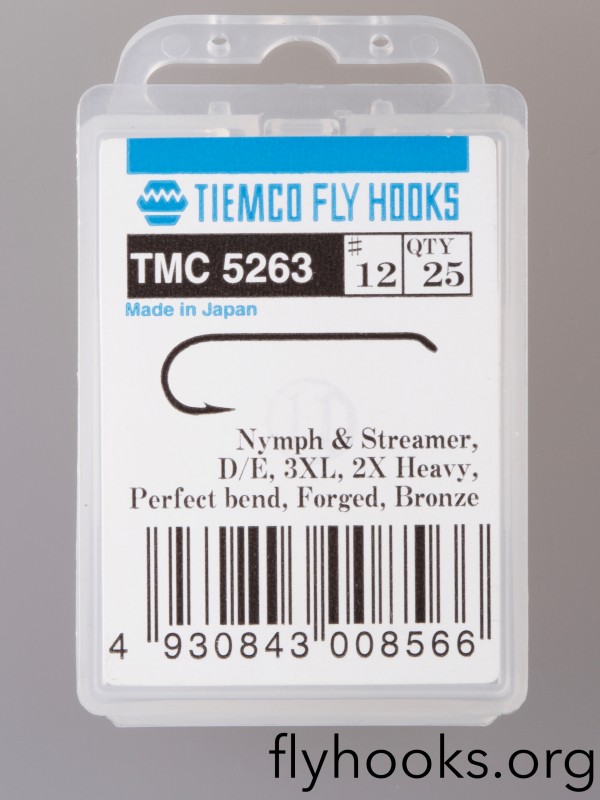 TIEMCO FLY HOOKS
TMC 5263 # 12 QTY 25
Made in Japan
Nymph & Streamer,
D/E, 3XL, 2X Heavy,
Perfect bend, Forged, Bronze
4 930843 008566
flyhooks.org